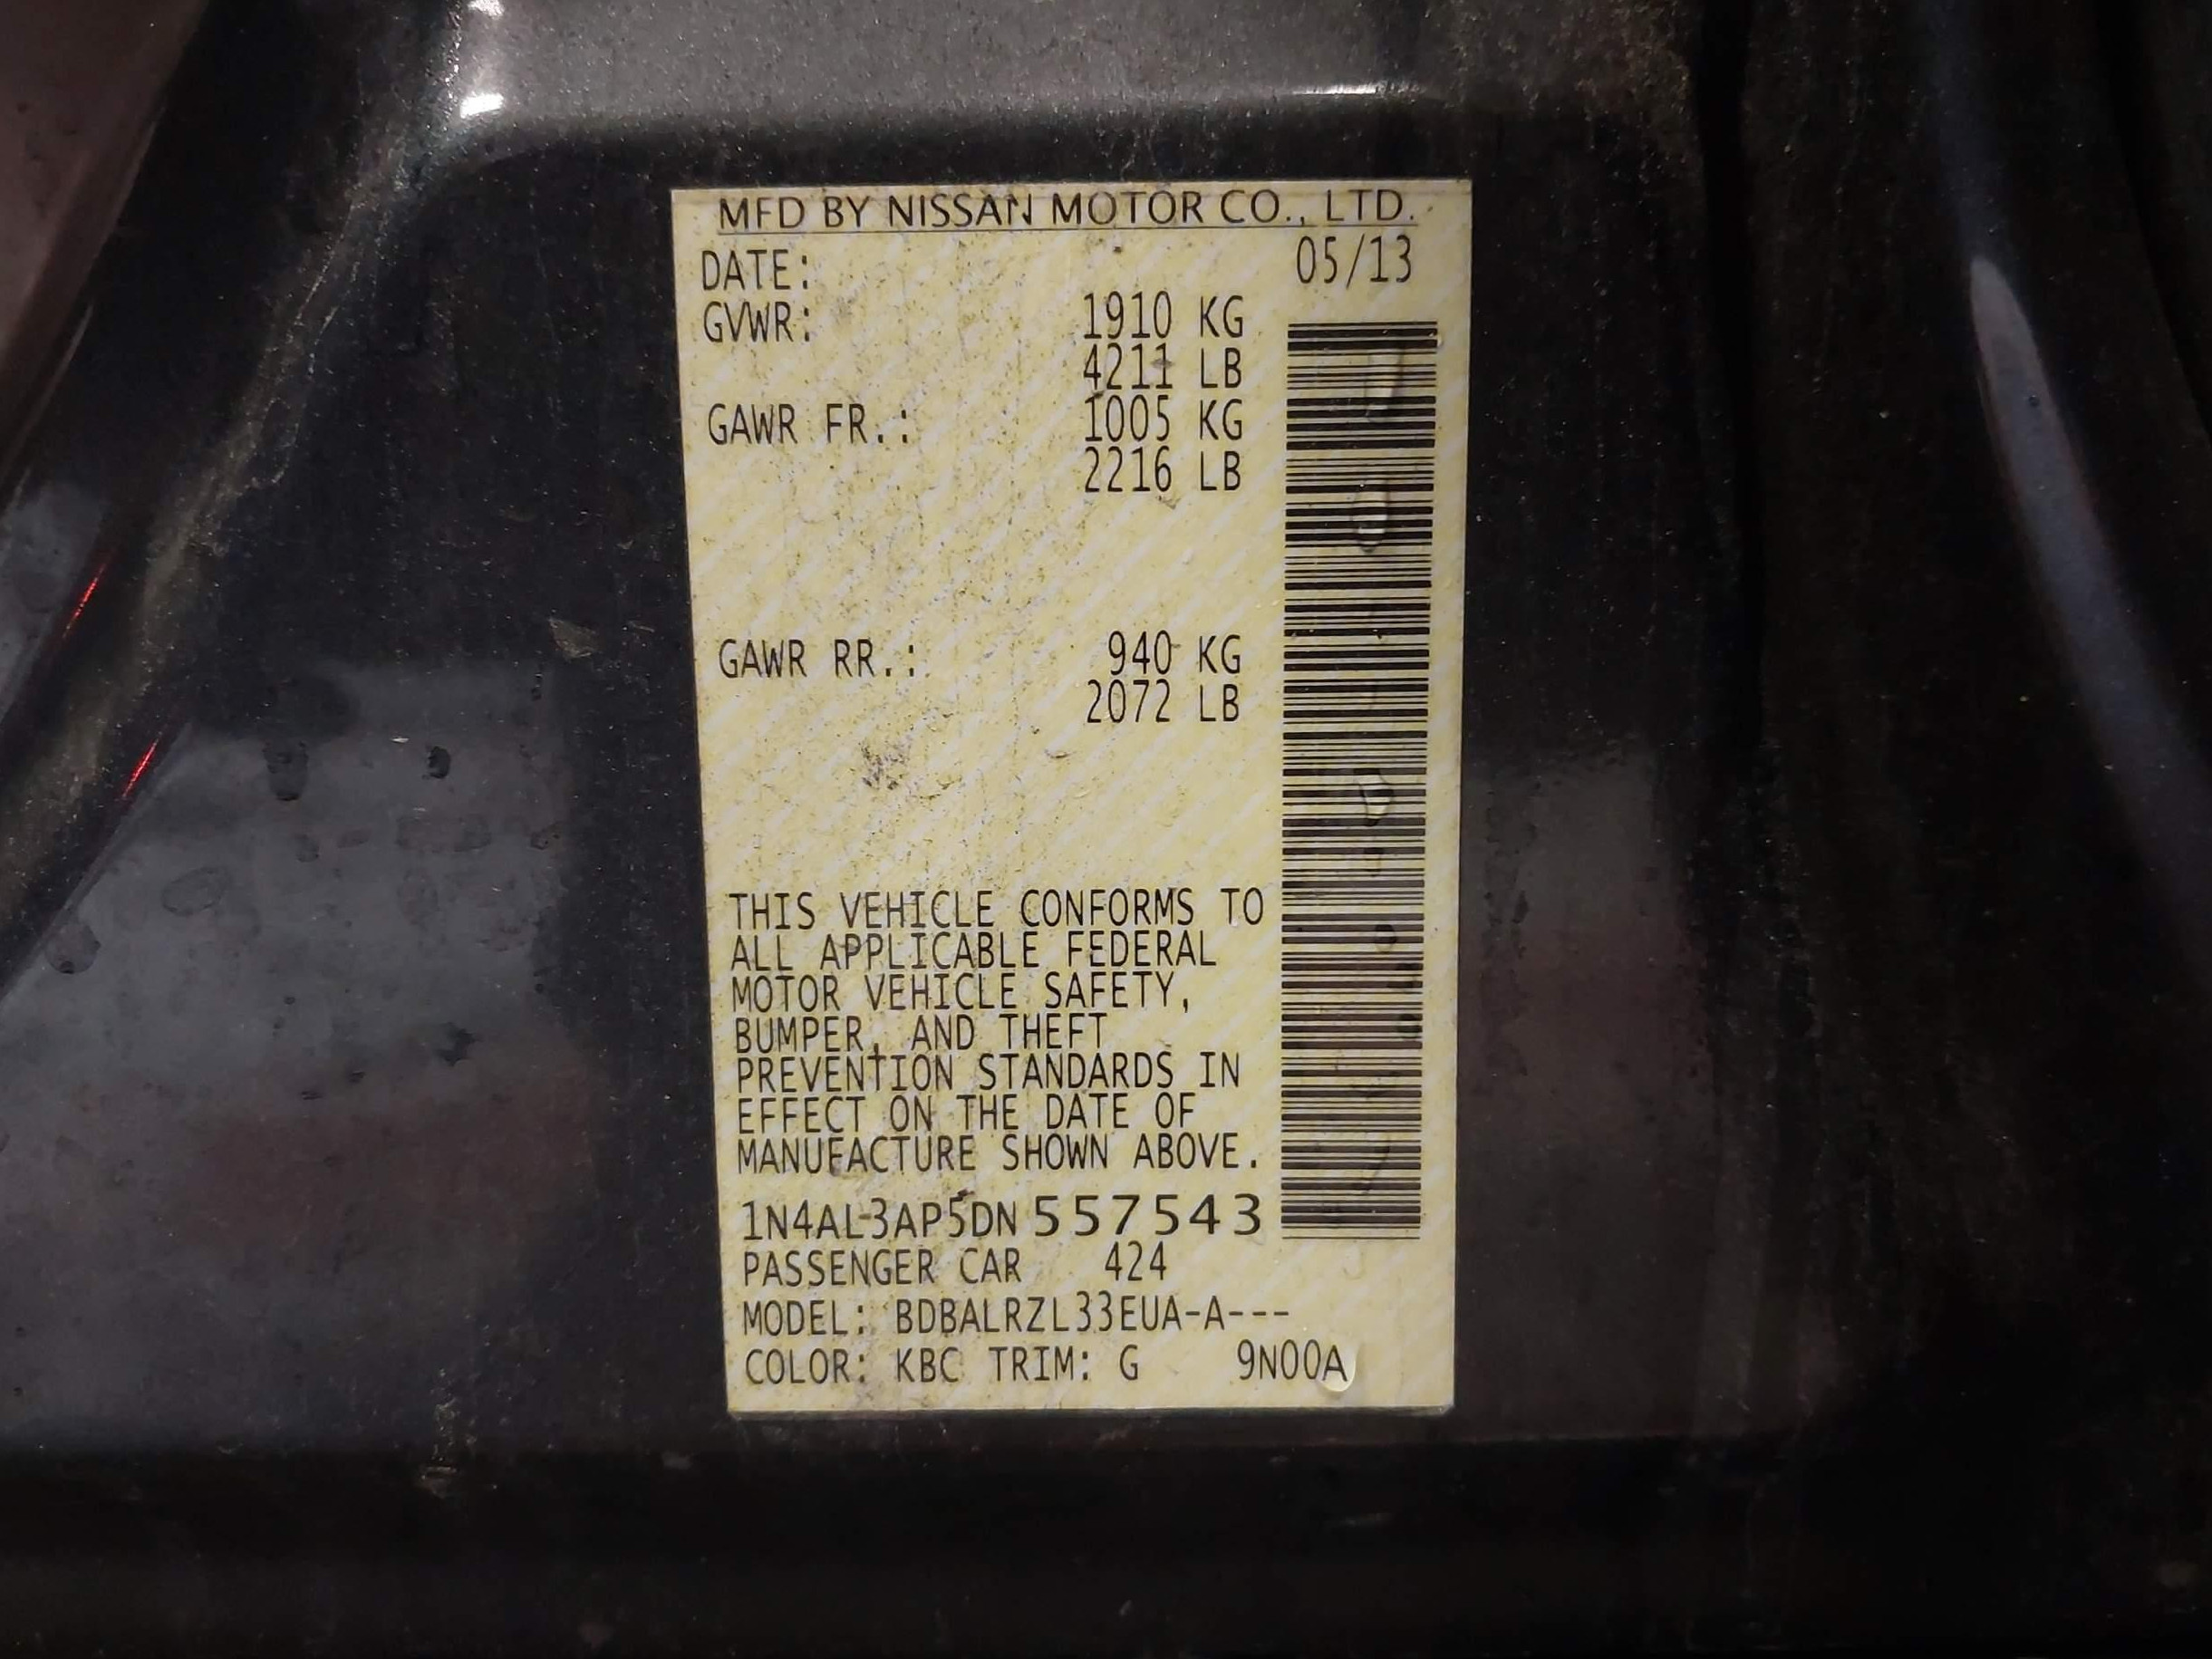 MFD BY NISSAN MOTOR CO., LTD.
DATE: 05/13
GVWR: 1910 KG
4211 LB
GAWR FR.: 1005 KG
2216 LB
GAWR RR.: 940 KG
2072 LB
THIS VEHICLE CONFORMS TO
ALL APPLICABLE FEDERAL
MOTOR VEHICLE SAFETY,
BUMPER, AND THEFT
PREVENTION STANDARDS IN
EFFECT ON THE DATE OF
MANUFACTURE SHOWN ABOVE.
1N4AL3AP5DN557543
PASSENGER CAR 424
MODEL: BDBALRZL33EUA-A---
COLOR: KBC TRIM: G 9N00A